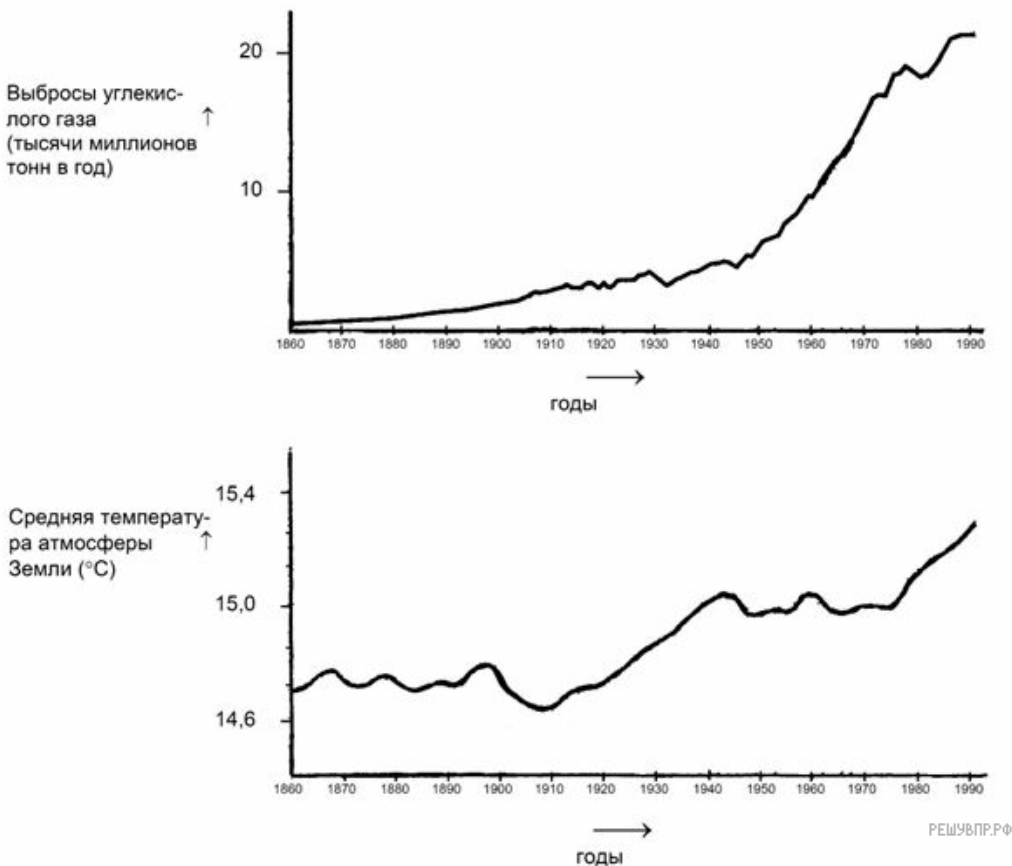 20
Выбросы углекис-
лого газа ↑
(тысячи миллионов
тонн в год)
10
1860 1870 1880 1890 1900 1910 1920 1930 1940 1950 1960 1970 1980 1990
→
годы
15,4
Средняя температу-
ра атмосферы ↑
Земли (°C)
15,0
14,6
1860 1870 1880 1890 1900 1910 1920 1930 1940 1950 1960 1970 1980 1990
→
годы
РЕШУВПР.РФ